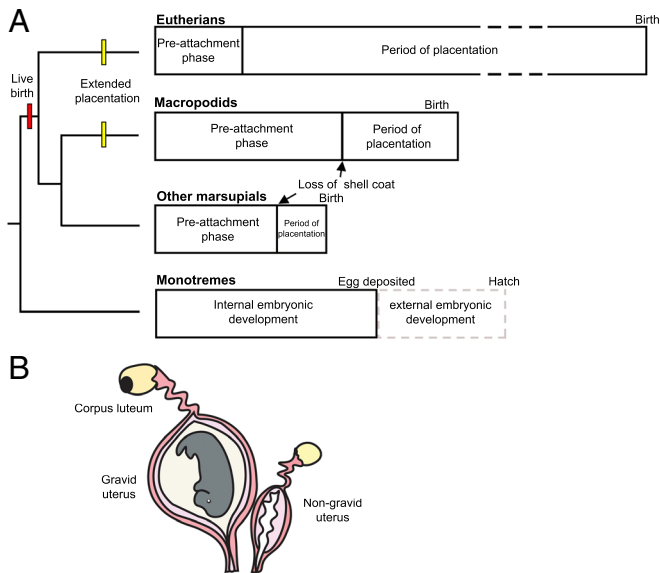 A
Eutherians
Birth
Pre-attachment
phase
Period of placentation
Live
birth
Extended
placentation
Macropodids
Birth
Pre-attachment
phase
Period of
placentation
Loss of shell coat
Other marsupials
Birth
Pre-attachment
phase
Period of
placentation
Monotremes
Egg deposited
Hatch
Internal embryonic
development
external embryonic
development
B
Corpus luteum
Gravid
uterus
Non-gravid
uterus